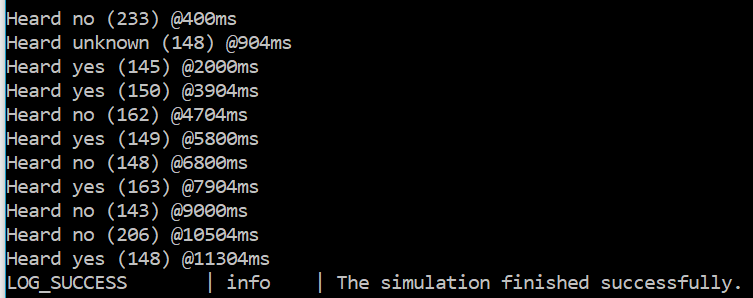 Heard no (233) @400ms
Heard unknown (148) @904ms
Heard yes (145) @2000ms
Heard yes (150) @3904ms
Heard no (162) @4704ms
Heard yes (149) @5800ms
Heard no (148) @6800ms
Heard yes (163) @7904ms
Heard no (143) @9000ms
Heard no (206) @10504ms
Heard yes (148) @11304ms
LOG_SUCCESS | info | The simulation finished successfully.